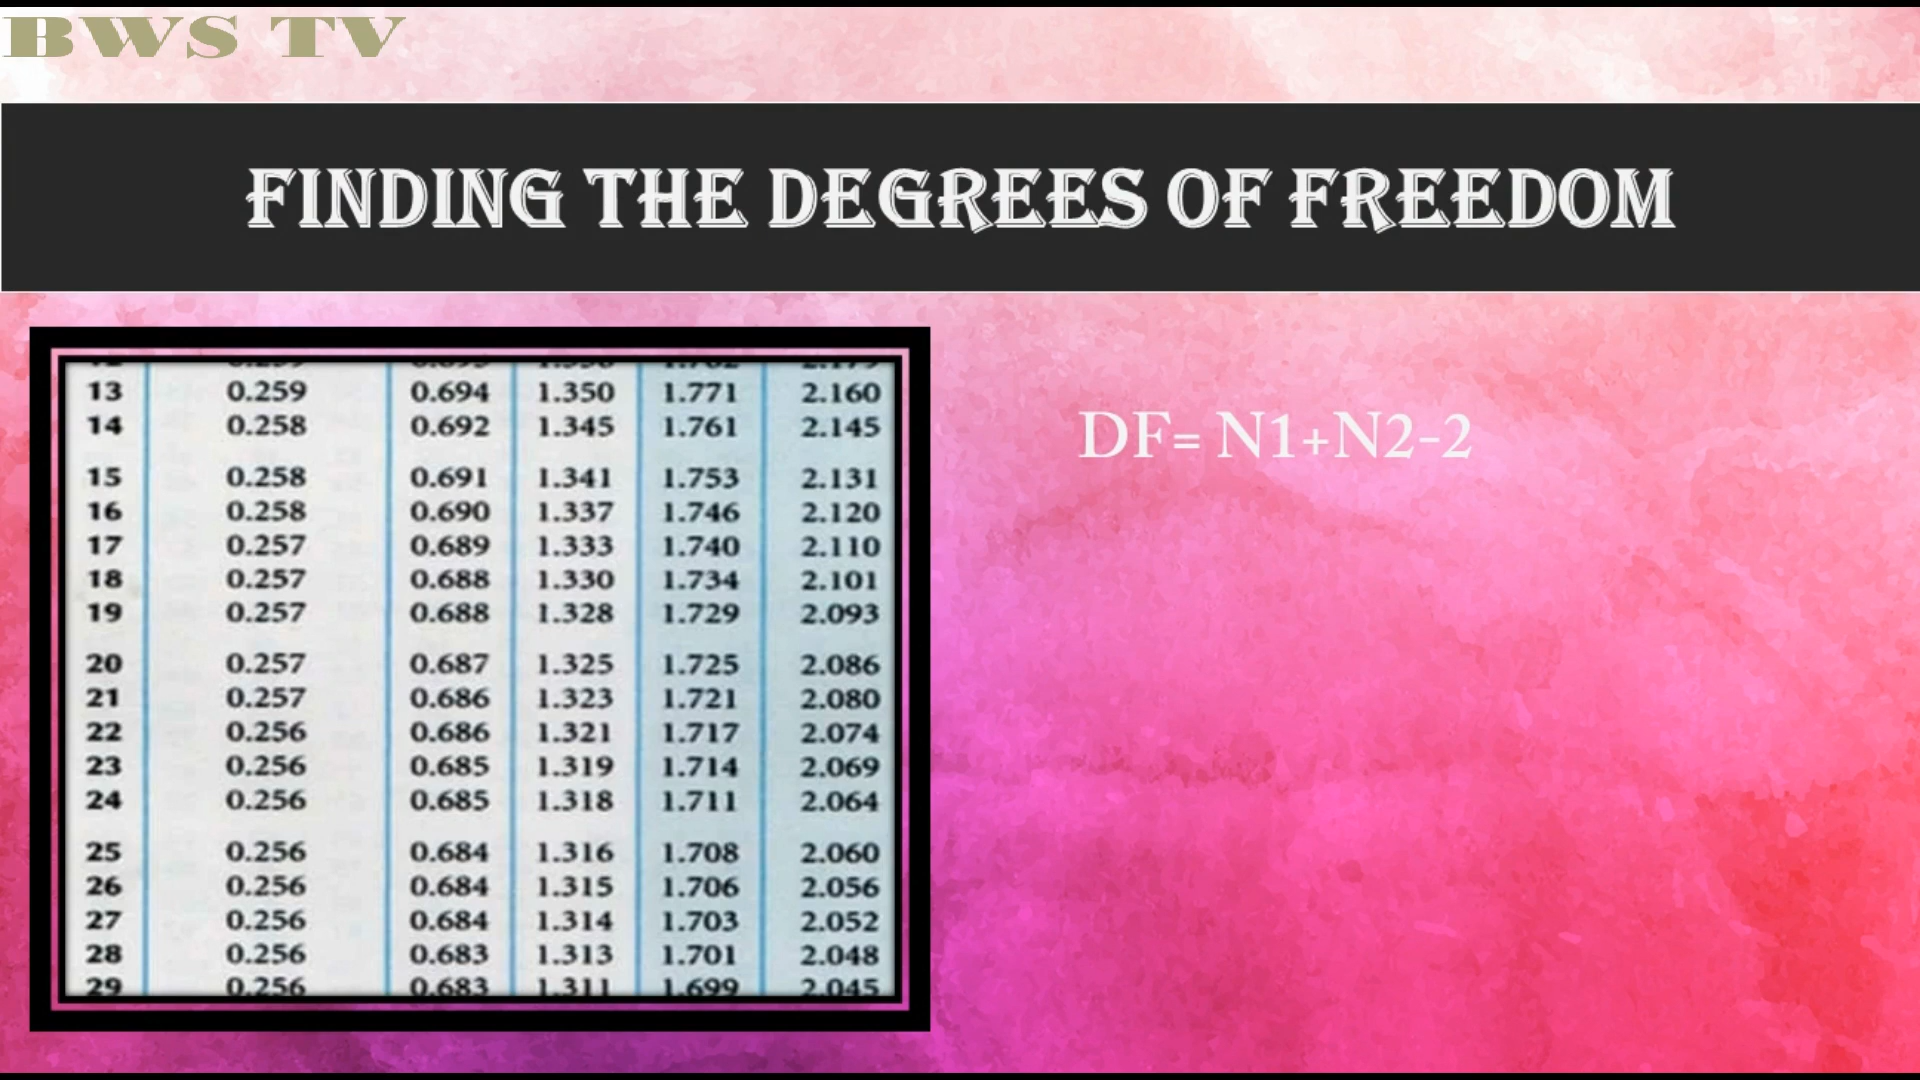 BWS TV
FINDING THE DEGREES OF FREEDOM
13 0.259 0.694 1.350 1.771 2.160
14 0.258 0.692 1.345 1.761 2.145
15 0.258 0.691 1.341 1.753 2.131
16 0.258 0.690 1.337 1.746 2.120
17 0.257 0.689 1.333 1.740 2.110
18 0.257 0.688 1.330 1.734 2.101
19 0.257 0.688 1.328 1.729 2.093
20 0.257 0.687 1.325 1.725 2.086
21 0.257 0.686 1.323 1.721 2.080
22 0.256 0.686 1.321 1.717 2.074
23 0.256 0.685 1.319 1.714 2.069
24 0.256 0.685 1.318 1.711 2.064
25 0.256 0.684 1.316 1.708 2.060
26 0.256 0.684 1.315 1.706 2.056
27 0.256 0.684 1.314 1.703 2.052
28 0.256 0.683 1.313 1.701 2.048
29 0.256 0.683 1.311 1.699 2.045
DF= N1+N2-2